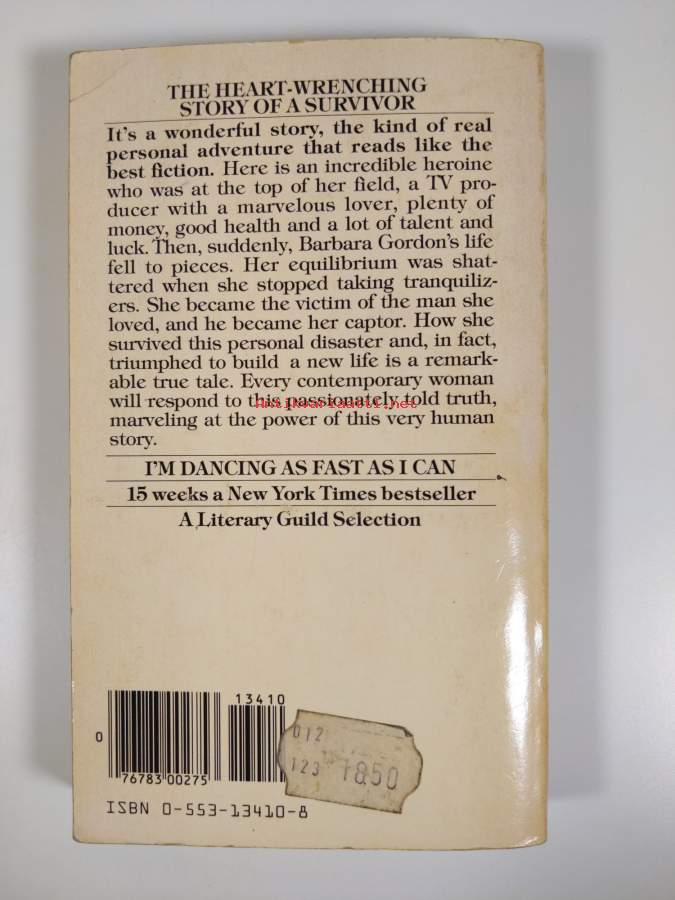 THE HEART-WRENCHING
STORY OF A SURVIVOR
It's a wonderful story, the kind of real
personal adventure that reads like the
best fiction. Here is an incredible heroine
who was at the top of her field, a TV pro-
ducer with a marvelous lover, plenty of
money, good health and a lot of talent and
luck. Then, suddenly, Barbara Gordon's life
fell to pieces. Her equilibrium was shat-
tered when she stopped taking tranquiliz-
ers. She became the victim of the man she
loved, and he became her captor. How she
survived this personal disaster and, in fact,
triumphed to build a new life is a remark-
able true tale. Every contemporary woman
will respond to this passionately told truth,
Antikvariaatti.net
marveling at the power of this very human
story.
I'M DANCING AS FAST AS I CAN
15 weeks a New York Times bestseller
A Literary Guild Selection
13410
012
0
123 1850
76783 00275
ISBN 0-553-13410-8